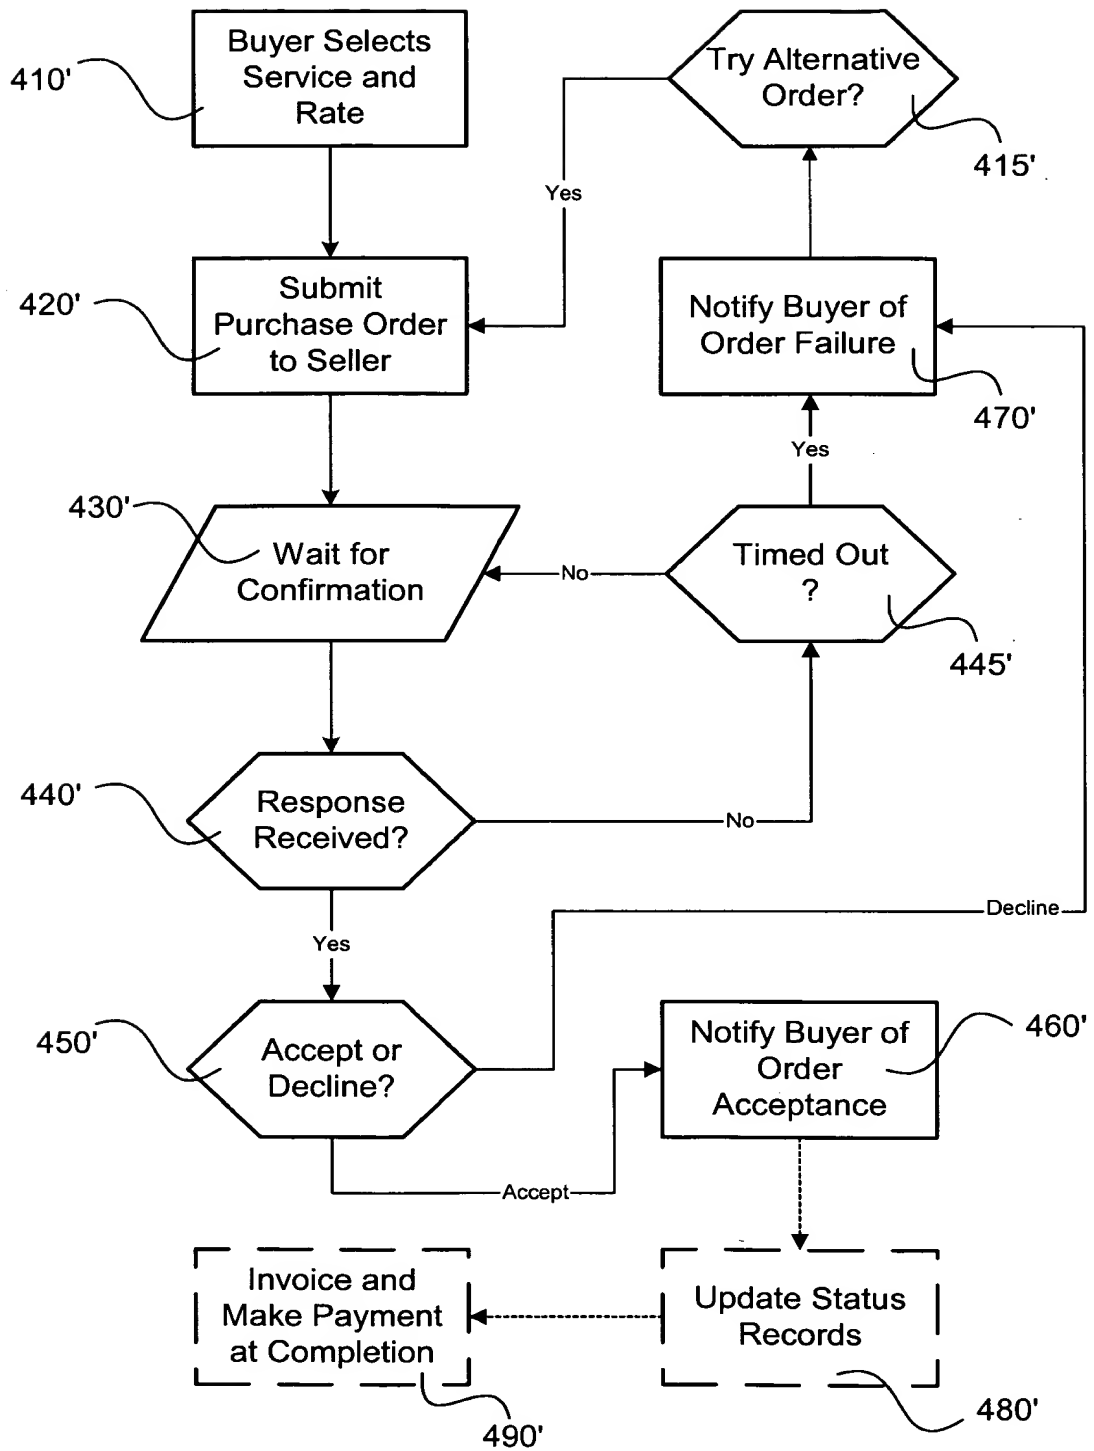 Buyer Selects
Service and
Rate
410'
Try Alternative
Order?
415'
Yes
Submit
Purchase Order
to Seller
420'
Notify Buyer of
Order Failure
470'
Yes
430'
Wait for
Confirmation
No
Timed Out
?
445'
440'
Response
Received?
No
Decline
Yes
450'
Accept or
Decline?
Notify Buyer of
Order
Acceptance
460'
Accept
Invoice and
Make Payment
at Completion
490'
Update Status
Records
480'